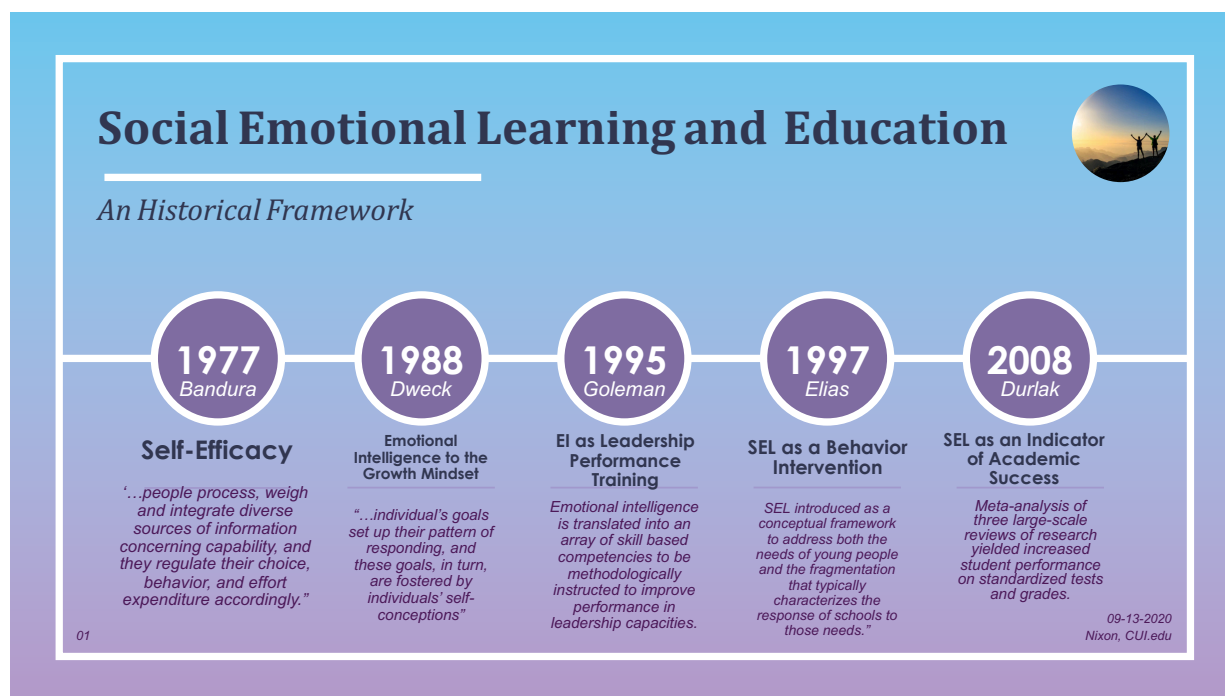 Social Emotional Learning and Education
An Historical Framework
1977
Bandura
Self-Efficacy
‘…people process, weigh
and integrate diverse
sources of information
concerning capability, and
they regulate their choice,
behavior, and effort
expenditure accordingly.”
1988
Dweck
Emotional
Intelligence to the
Growth Mindset
“…individual’s goals
set up their pattern of
responding, and
these goals, in turn,
are fostered by
individuals’ self-
conceptions”
1995
Goleman
EI as Leadership
Performance
Training
Emotional intelligence
is translated into an
array of skill based
competencies to be
methodologically
instructed to improve
performance in
leadership capacities.
1997
Elias
SEL as a Behavior
Intervention
SEL introduced as a
conceptual framework
to address both the
needs of young people
and the fragmentation
that typically
characterizes the
response of schools to
those needs.”
2008
Durlak
SEL as an Indicator
of Academic
Success
Meta-analysis of
three large-scale
reviews of research
yielded increased
student performance
on standardized tests
and grades.
01
09-13-2020
Nixon, CUI.edu